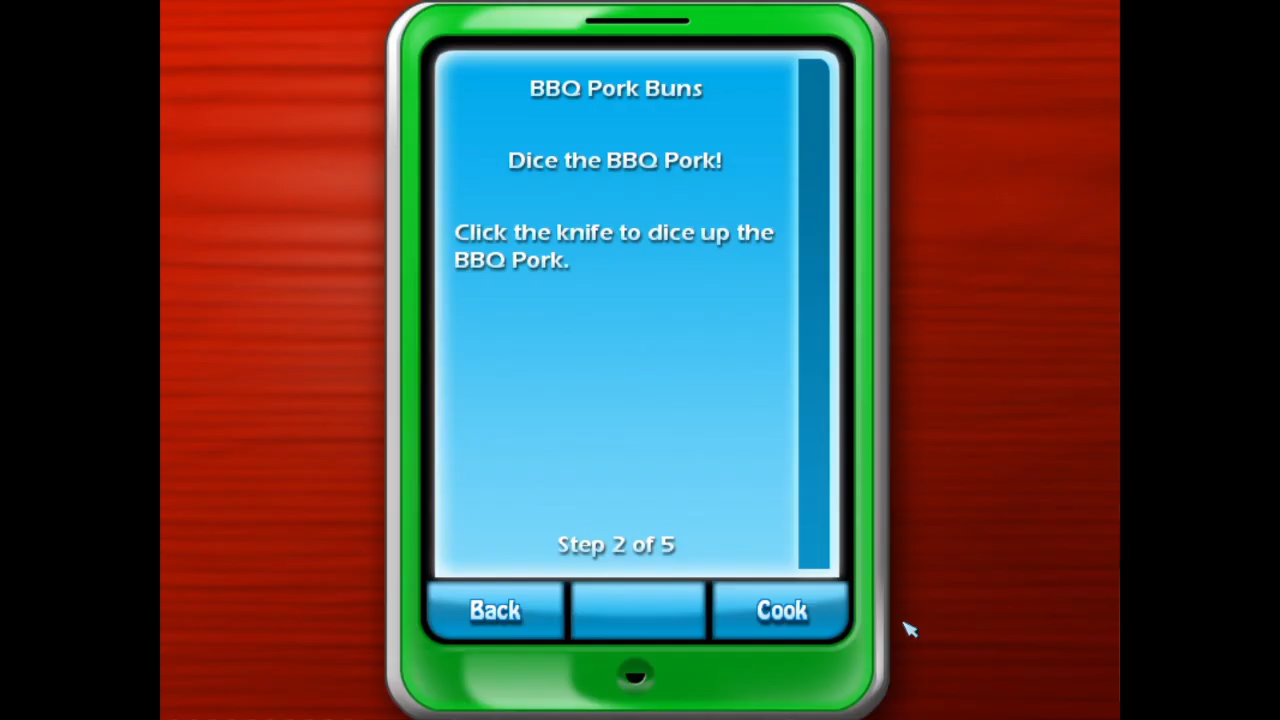 BBQ Pork Buns
Dice the BBQ Pork!
Click the knife to dice up the
BBQ Pork.
Step 2 of 5
Back
Cook